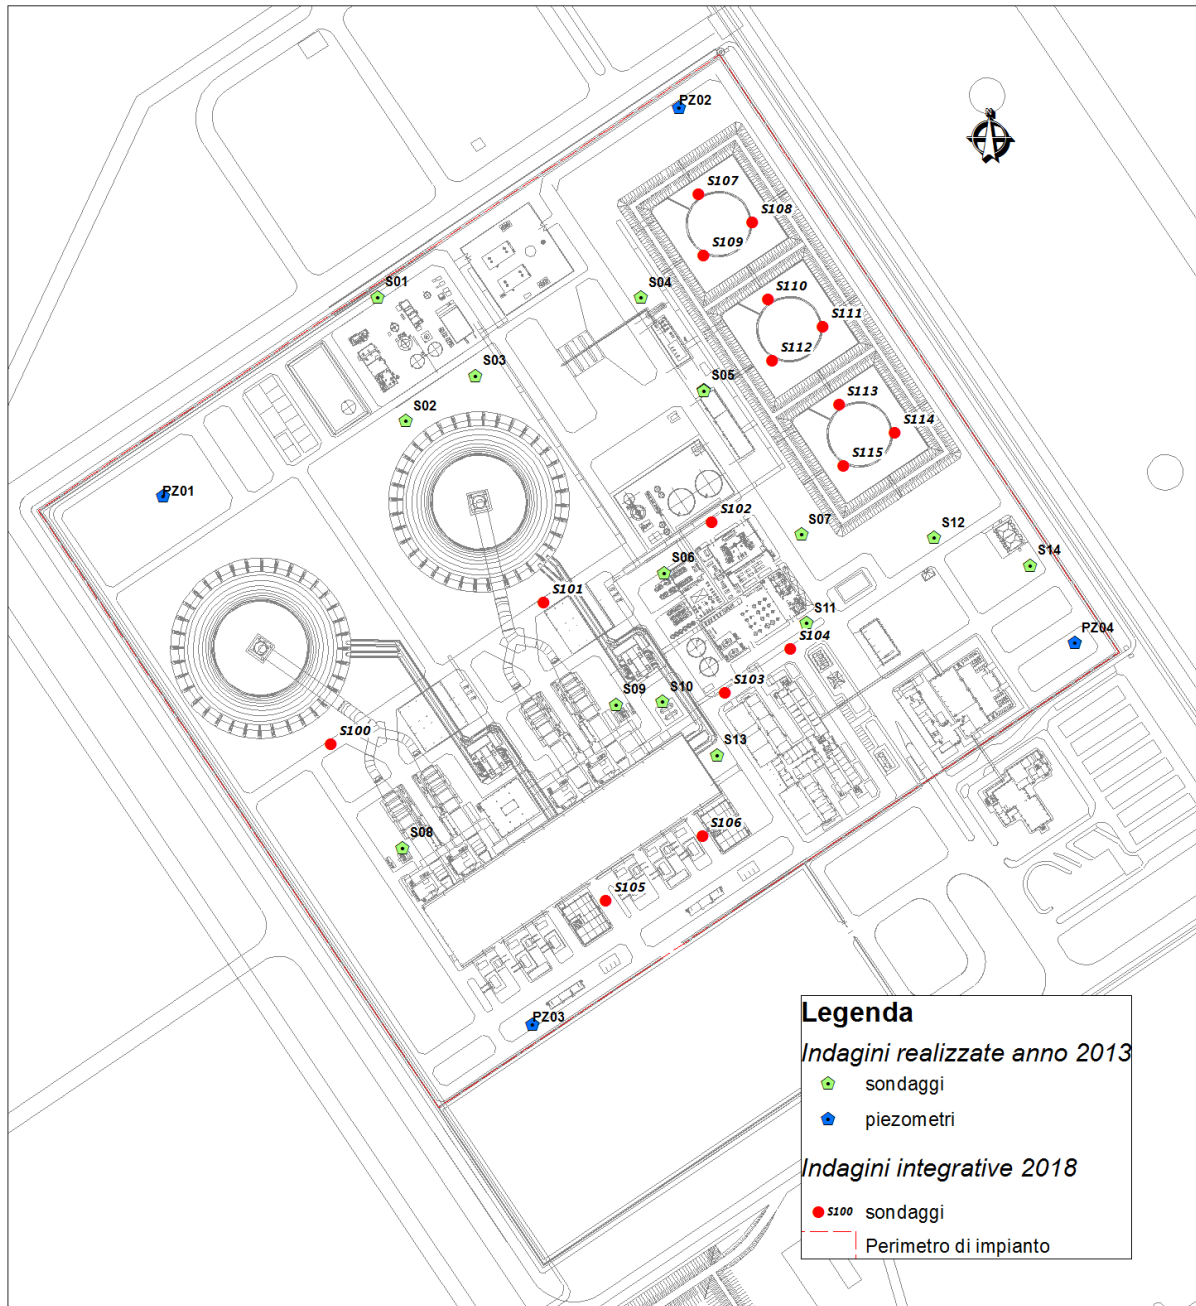 PZ02
S107
S108
S109
S01
S04
S110
S111
S03
S112
S05
S02
S113
S114
S115
PZ01
S102
S07
S12
S06
S14
S101
S11
PZ04
S104
S09
S10
S103
S100
S13
S08
S106
S105
PZ03
Legenda
Indagini realizzate anno 2013
sondaggi
piezometri
Indagini integrative 2018
S100 sondaggi
Perimetro di impianto